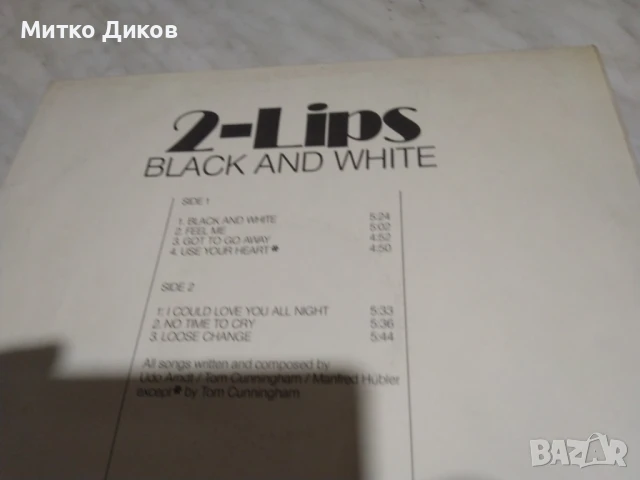 Митко Диков
2-Lips
BLACK AND WHITE
SIDE 1
1. BLACK AND WHITE 5:24
2. FEEL ME 5:02
3. GOT TO GO AWAY 4:52
4. USE YOUR HEART* 4:50
SIDE 2
1. I COULD LOVE YOU ALL NIGHT 5:33
2. NO TIME TO CRY 5:36
3. LOOSE CHANGE 5:44
All songs written and composed by
Udo Arndt / Tom Cunningham / Manfred Hübler
except * by Tom Cunningham
BAZAR